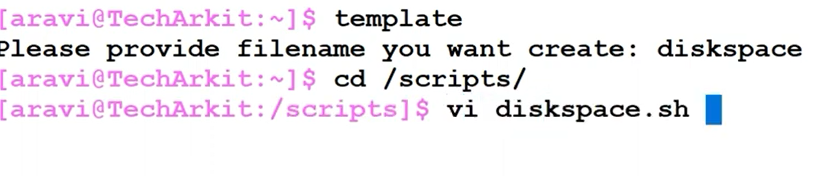 [aravi@TechArkit:~]$ template
Please provide filename you want create: diskspace
[aravi@TechArkit:~]$ cd /scripts/
[aravi@TechArkit:/scripts]$ vi diskspace.sh